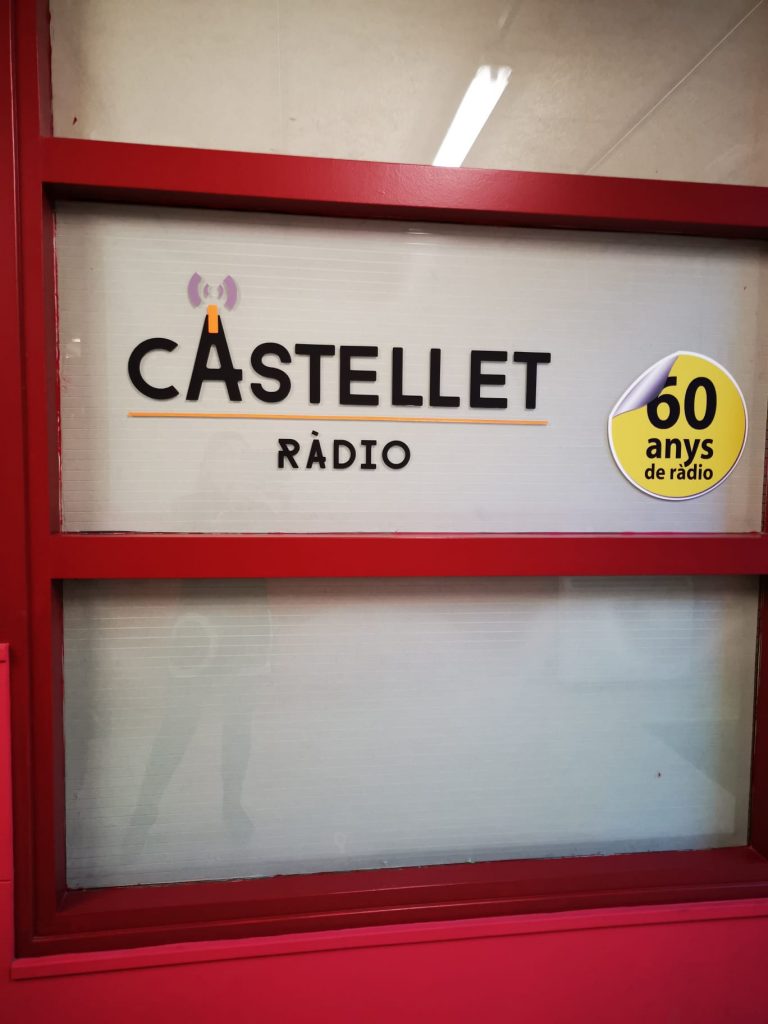 CASTELLET
RÀDIO
60
anys
de ràdio